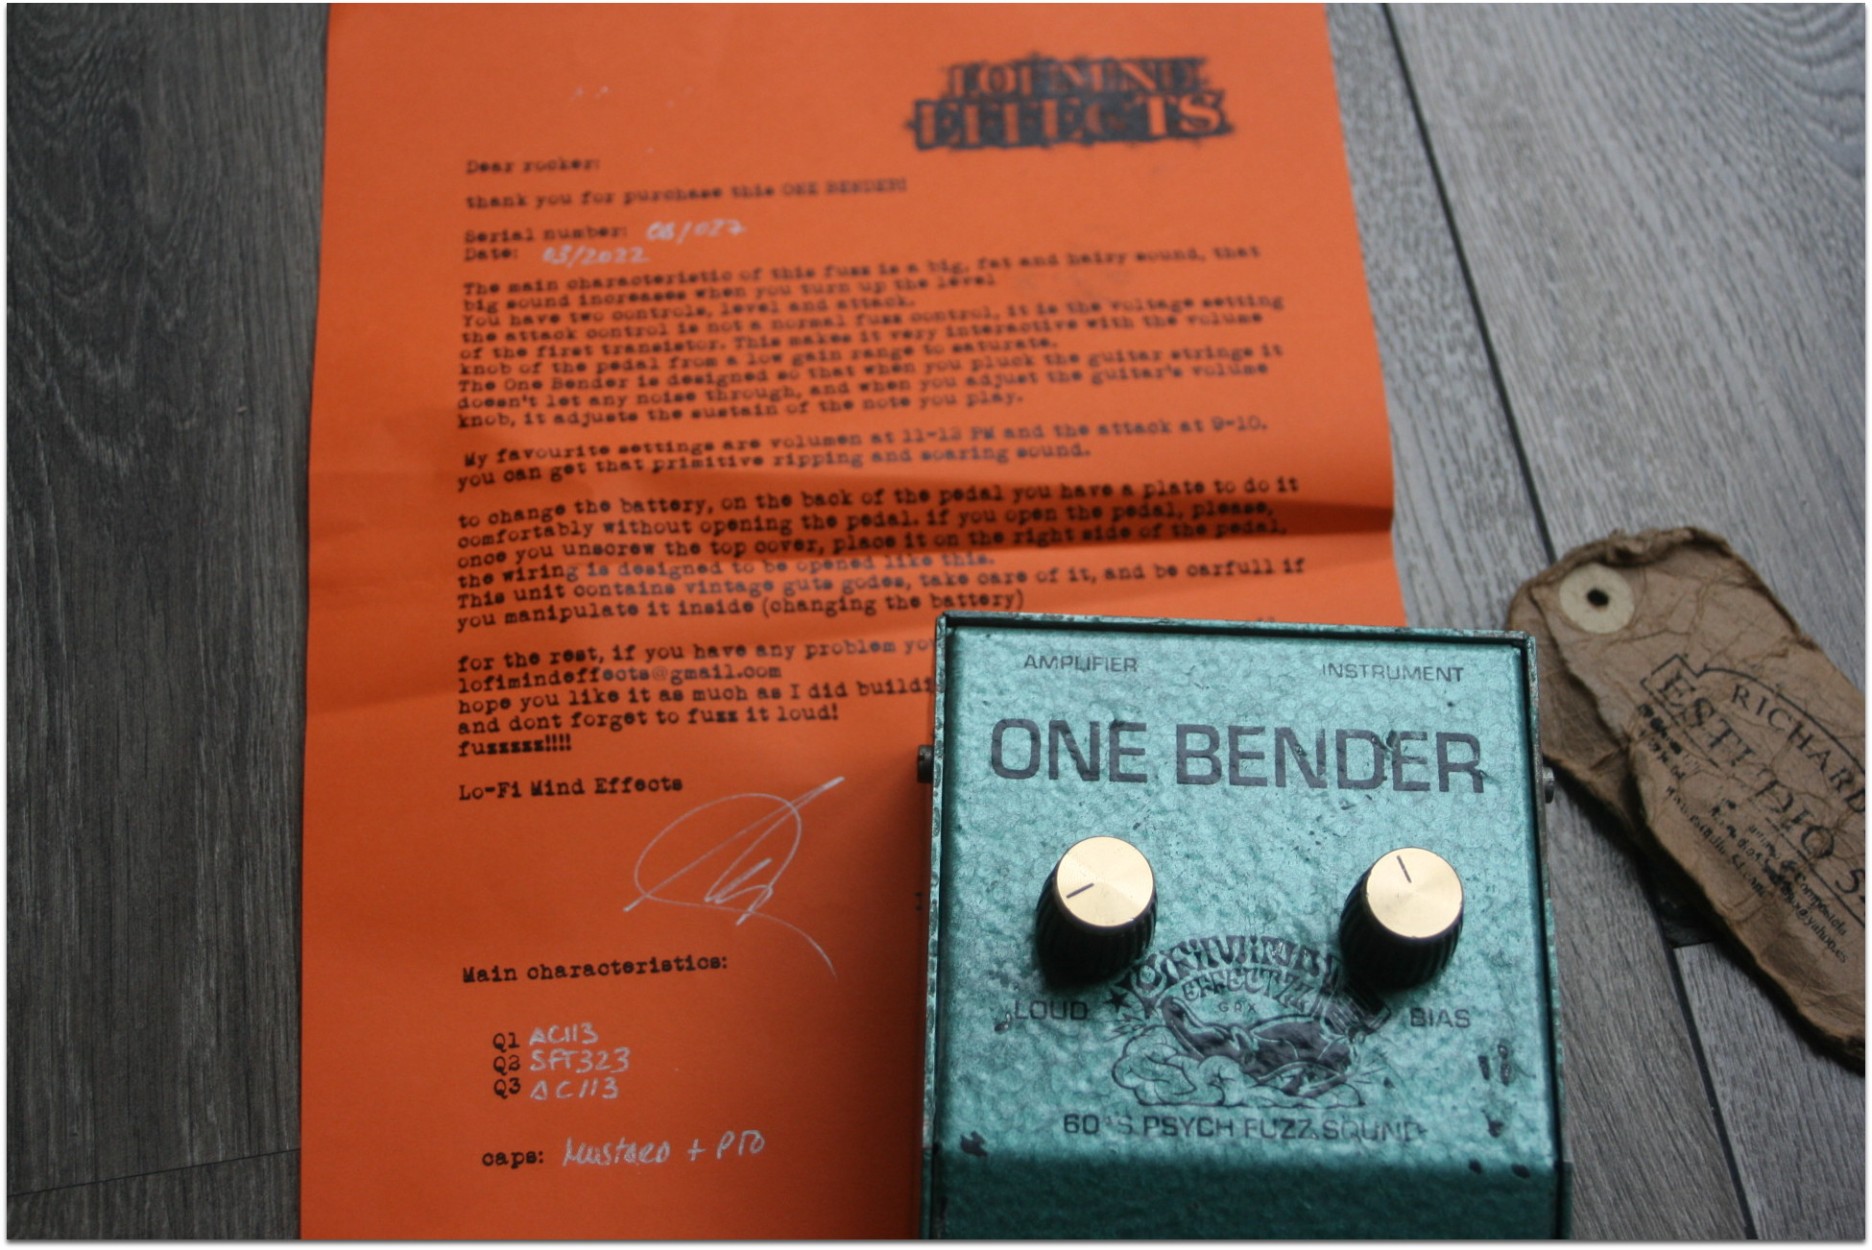 LOFI MIND
EFFECTS
Dear rocker:
thank you for purchase this ONE BENDER!
Serial number: 08/027
Date: 03/2022
The main characteristic of this fuzz is a big, fat and hairy sound, that
big sound increases when you turn up the level
You have two controls, level and attack.
the attack control is not a normal fuzz control, it is the voltage setting
of the first transistor. This makes it very interactive with the volume
knob of the pedal from a low gain range to saturate.
The One Bender is designed so that when you pluck the guitar strings it
doesn't let any noise through, and when you adjust the guitar's volume
knob, it adjusts the sustain of the note you play.
My favourite settings are volumen at 11-12 PM and the attack at 9-10.
you can get that primitive ripping and soaring sound.
to change the battery, on the back of the pedal you have a plate to do it
comfortably without opening the pedal. if you open the pedal, please,
once you unscrew the top cover, place it on the right side of the pedal,
the wiring is designed to be opened like this.
This unit contains vintage guts godes, take care of it, and be carfull if
you manipulate it inside (changing the battery)
for the rest, if you have any problem
lofimindeffects@gmail.com
hope you like it as much as I did
and dont forget to fuzz it loud!
fuzzzzz!!!!
Lo-Fi Mind Effects
Main characteristics:
Q1 AC113
Q2 SFT323
Q3 AC113
caps: Mustard + PIO
AMPLIFIER INSTRUMENT
ONE BENDER
LOUD BIAS
EFFECTZ
GRX
60'S PSYCH FUZZ SOUND
RICHARD
ESTUDIO